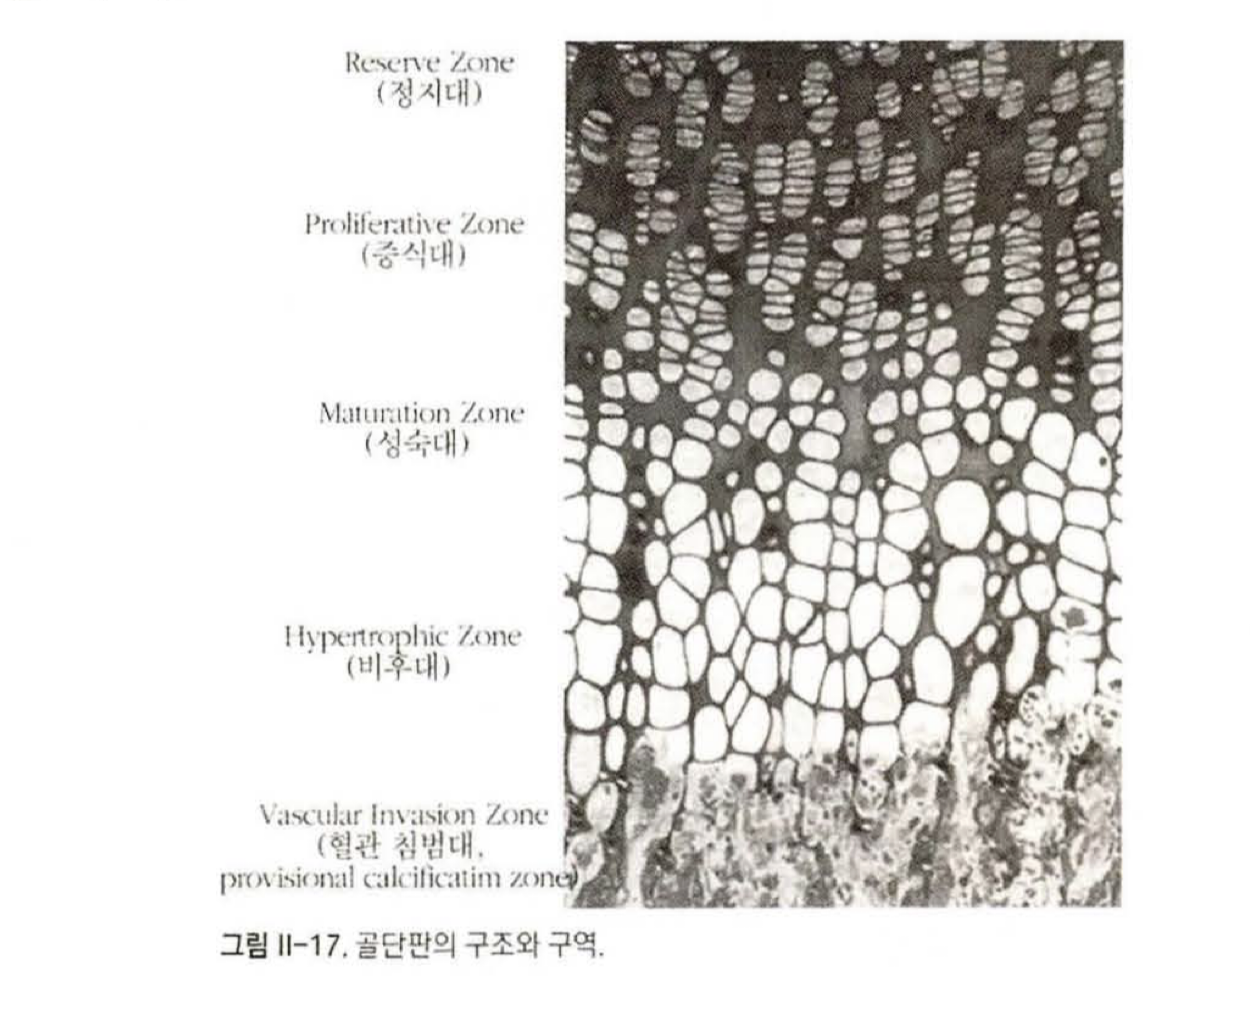 Reserve Zone
(정지대)
Proliferative Zone
(증식대)
Maturation Zone
(성숙대)
Hypertrophic Zone
(비후대)
Vascular Invasion Zone
(혈관 침범대,
provisional calcificatim zone)
그림 II-17. 골단판의 구조와 구역.